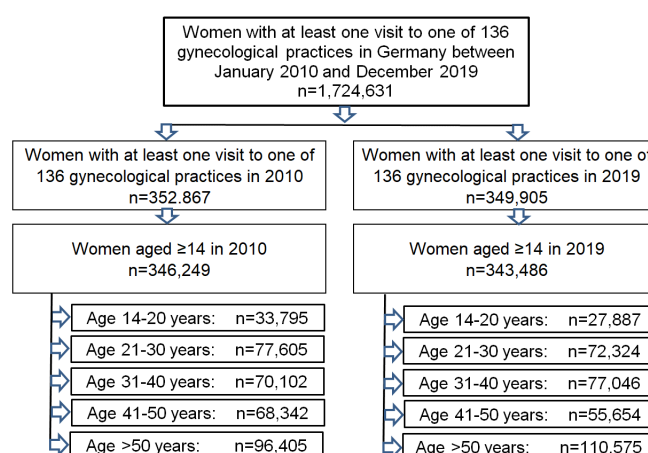 Women with at least one visit to one of 136
gynecological practices in Germany between
January 2010 and December 2019
n=1,724,631
Women with at least one visit to one of
136 gynecological practices in 2010
n=352.867
Women aged ≥14 in 2010
n=346,249
Age 14-20 years: n=33,795
Age 21-30 years: n=77,605
Age 31-40 years: n=70,102
Age 41-50 years: n=68,342
Age >50 years: n=96,405
Women with at least one visit to one of
136 gynecological practices in 2019
n=349,905
Women aged ≥14 in 2019
n=343,486
Age 14-20 years: n=27,887
Age 21-30 years: n=72,324
Age 31-40 years: n=77,046
Age 41-50 years: n=55,654
Age >50 years: n=110,575